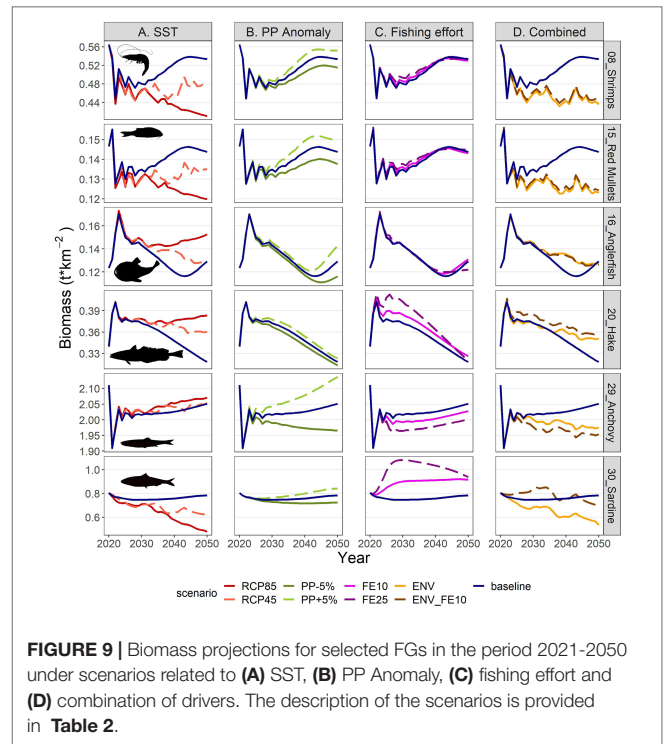 A. SST
B. PP Anomaly
C. Fishing effort
D. Combined
0.56
0.52
0.48
0.44
08_Shrimps
0.15
0.14
0.13
0.12
15_Red Mullets
0.16
0.14
0.12
16_Anglerfish
Biomass (t*km⁻²)
0.39
0.36
0.33
20_Hake
2.10
2.05
2.00
1.95
1.90
29_Anchovy
1.0
0.8
0.6
30_Sardine
2020 2030 2040 2050 2020 2030 2040 2050 2020 2030 2040 2050 2020 2030 2040 2050
Year
scenario RCP85 PP-5% FE10 ENV baseline
RCP45 PP+5% FE25 ENV_FE10
FIGURE 9 | Biomass projections for selected FGs in the period 2021-2050
under scenarios related to (A) SST, (B) PP Anomaly, (C) fishing effort and
(D) combination of drivers. The description of the scenarios is provided
in Table 2.